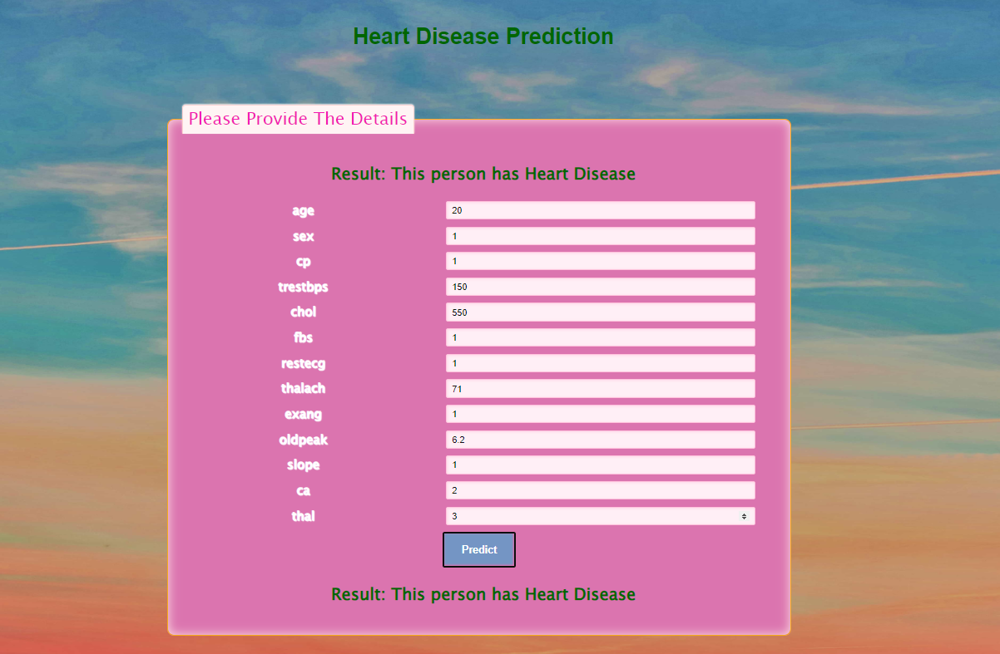 Heart Disease Prediction
Please Provide The Details
Result: This person has Heart Disease
age 20
sex 1
cp 1
trestbps 150
chol 550
fbs 1
restecg 1
thalach 71
exang 1
oldpeak 6.2
slope 1
ca 2
thal 3
Predict
Result: This person has Heart Disease